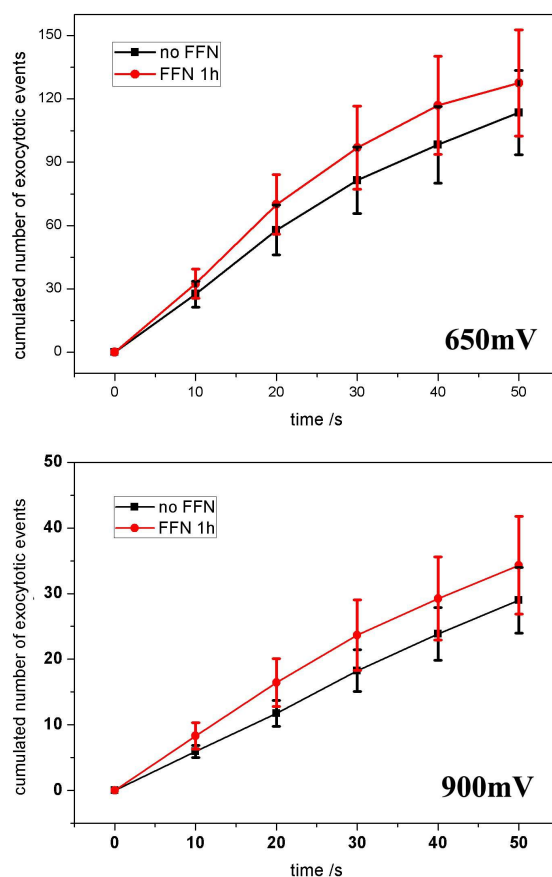 150
120
90
60
30
0
cumulated number of exocytotic events
no FFN
FFN 1h
650mV
0 10 20 30 40 50
time /s
50
40
30
20
10
0
cumulated number of exocytotic events
no FFN
FFN 1h
900mV
0 10 20 30 40 50
time /s